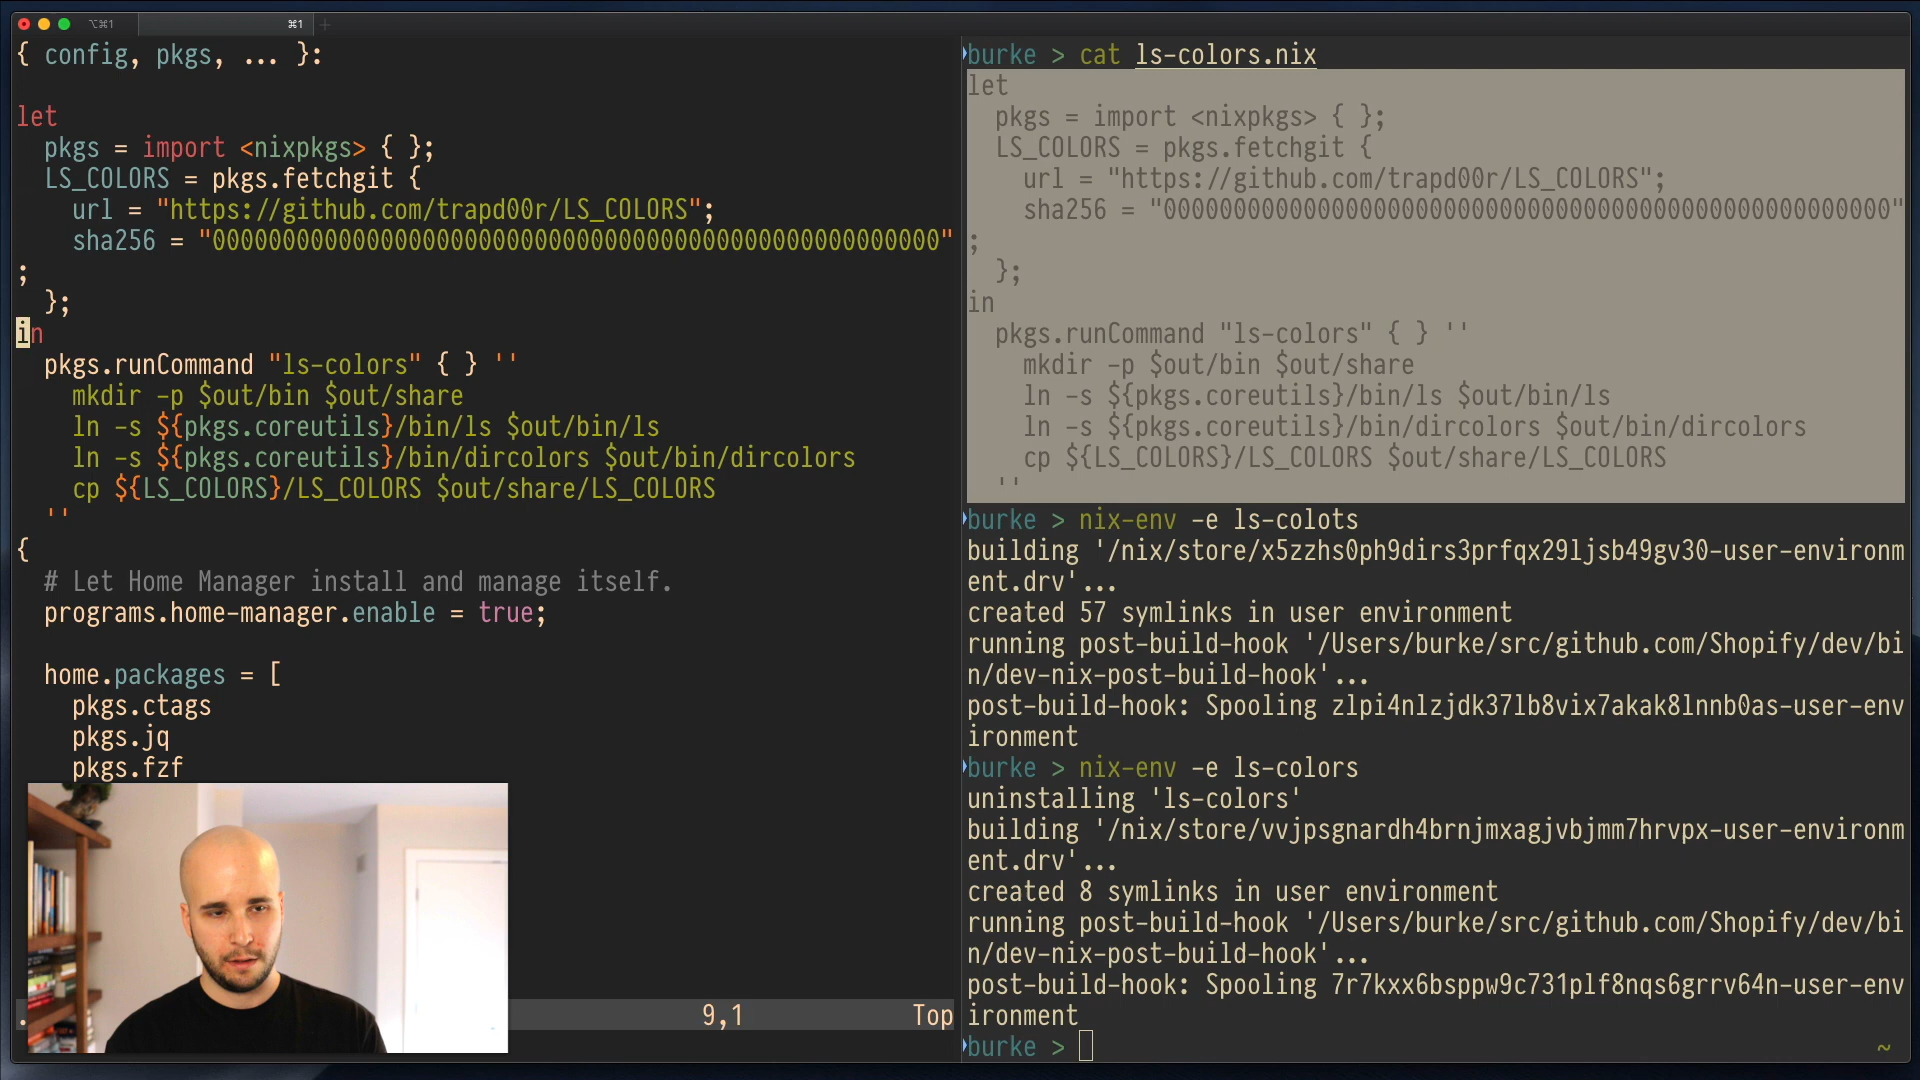 ⌥⌘1
⌘1
{ config, pkgs, ... }:
let
pkgs = import <nixpkgs> { };
LS_COLORS = pkgs.fetchgit {
url = "https://github.com/trapd00r/LS_COLORS";
sha256 = "0000000000000000000000000000000000000000000000000000"
;
};
in
pkgs.runCommand "ls-colors" { } ''
mkdir -p $out/bin $out/share
ln -s ${pkgs.coreutils}/bin/ls $out/bin/ls
ln -s ${pkgs.coreutils}/bin/dircolors $out/bin/dircolors
cp ${LS_COLORS}/LS_COLORS $out/share/LS_COLORS
''
{
# Let Home Manager install and manage itself.
programs.home-manager.enable = true;
home.packages = [
pkgs.ctags
pkgs.jq
pkgs.fzf
9,1 Top
burke > cat ls-colors.nix
let
pkgs = import <nixpkgs> { };
LS_COLORS = pkgs.fetchgit {
url = "https://github.com/trapd00r/LS_COLORS";
sha256 = "0000000000000000000000000000000000000000000000000000"
;
};
in
pkgs.runCommand "ls-colors" { } ''
mkdir -p $out/bin $out/share
ln -s ${pkgs.coreutils}/bin/ls $out/bin/ls
ln -s ${pkgs.coreutils}/bin/dircolors $out/bin/dircolors
cp ${LS_COLORS}/LS_COLORS $out/share/LS_COLORS
''
burke > nix-env -e ls-colots
building '/nix/store/x5zzhs0ph9dirs3prfqx29ljsb49gv30-user-environm
ent.drv'...
created 57 symlinks in user environment
running post-build-hook '/Users/burke/src/github.com/Shopify/dev/bi
n/dev-nix-post-build-hook'...
post-build-hook: Spooling zlpi4nlzjdk37lb8vix7akak8lnnb0as-user-env
ironment
burke > nix-env -e ls-colors
uninstalling 'ls-colors'
building '/nix/store/vvjpsgnardh4brnjmxagjvbjmm7hrvpx-user-environm
ent.drv'...
created 8 symlinks in user environment
running post-build-hook '/Users/burke/src/github.com/Shopify/dev/bi
n/dev-nix-post-build-hook'...
post-build-hook: Spooling 7r7kxx6bsppw9c731plf8nqs6grrv64n-user-env
ironment
burke > ~